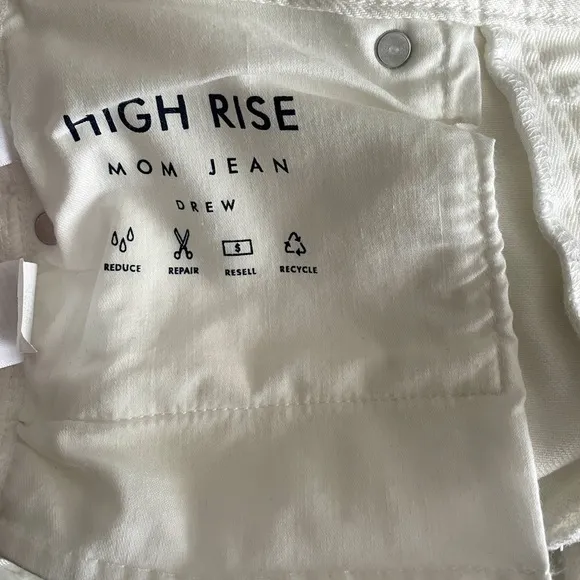 HIGH RISE
MOM JEAN
DREW
$
REDUCE REPAIR RESELL RECYCLE